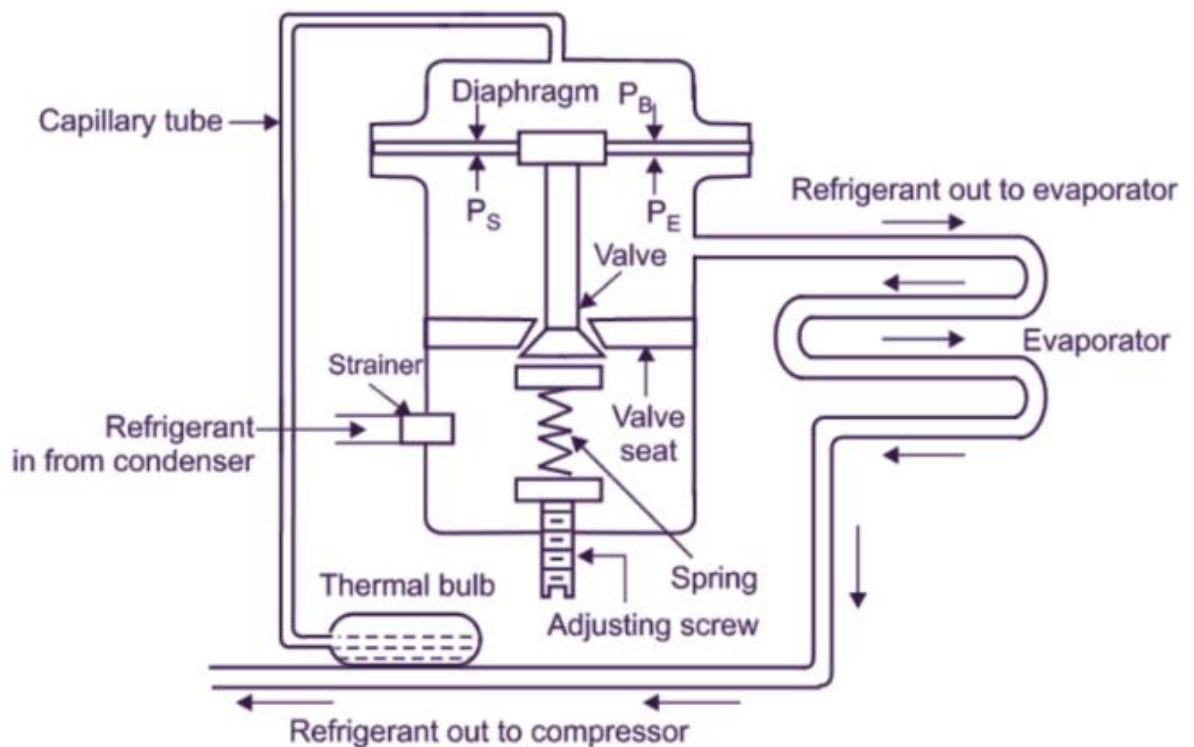 Diaphragm
P_B
Capillary tube
P_S
P_E
Refrigerant out to evaporator
Valve
Evaporator
Strainer
Refrigerant
in from condenser
Valve
seat
Thermal bulb
Spring
Adjusting screw
Refrigerant out to compressor